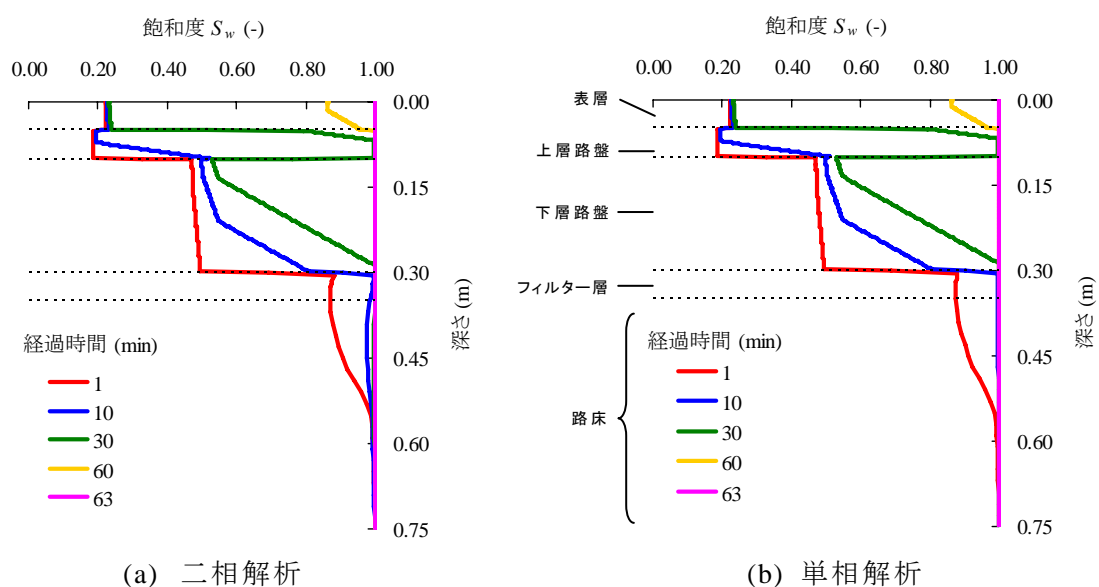 飽和度 Sw (-)
0.00 0.20 0.40 0.60 0.80 1.00
0.00
0.15
0.30
0.45
0.60
0.75
深さ (m)
経過時間 (min)
1
10
30
60
63
(a) 二相解析
飽和度 Sw (-)
0.00 0.20 0.40 0.60 0.80 1.00
表層
上層路盤
下層路盤
フィルター層
路床
0.00
0.15
0.30
0.45
0.60
0.75
深さ (m)
経過時間 (min)
1
10
30
60
63
(b) 単相解析